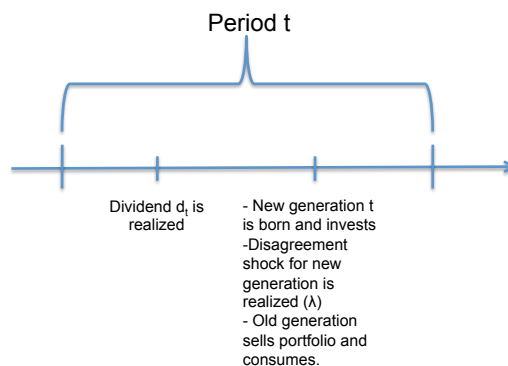 Period t
Dividend dₜ is
realized
- New generation t
is born and invests
-Disagreement
shock for new
generation is
realized (λ)
- Old generation
sells portfolio and
consumes.